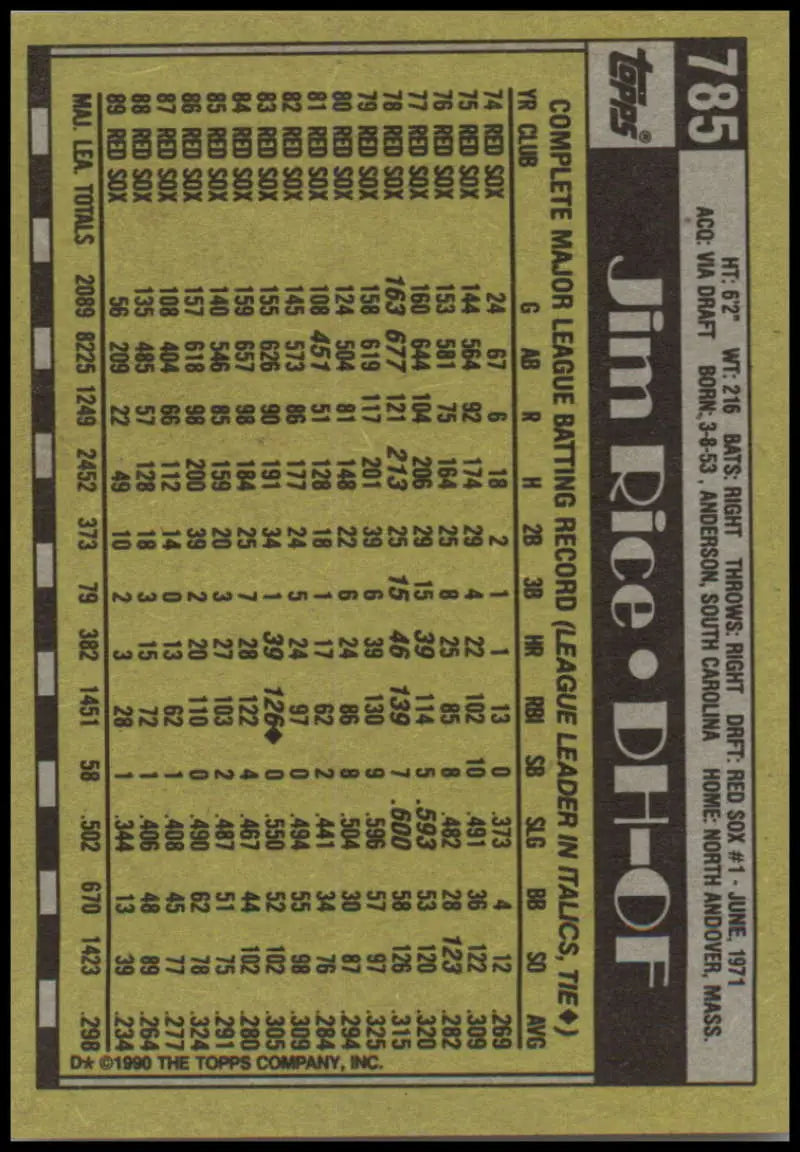 785
HT: 6'2" WT: 216 BATS: RIGHT THROWS: RIGHT DRFT: RED SOX #1 - JUNE, 1971
ACQ: VIA DRAFT BORN: 3-8-53, ANDERSON, SOUTH CAROLINA HOME: NORTH ANDOVER, MASS.
TOPPS®
Jim Rice • DH-OF
COMPLETE MAJOR LEAGUE BATTING RECORD (LEAGUE LEADER IN ITALICS, TIE♦)
YR CLUB G AB R H 2B 3B HR RBI SB SLG BB SO AVG
74 RED SOX 24 67 6 18 2 1 1 13 0 .373 4 12 .269
75 RED SOX 144 564 92 174 29 4 22 102 10 .491 36 122 .309
76 RED SOX 153 581 75 164 25 8 25 85 8 .482 28 123 .282
77 RED SOX 160 644 104 206 29 15 39 114 5 .593 53 120 .320
78 RED SOX 163 677 121 213 25 15 46 139 7 .600 58 126 .315
79 RED SOX 158 619 117 201 39 6 39 130 9 .596 57 97 .325
80 RED SOX 124 504 81 148 22 6 24 86 8 .504 30 87 .294
81 RED SOX 108 451 51 128 18 1 17 62 2 .441 34 76 .284
82 RED SOX 145 573 86 177 24 5 24 97 0 .494 55 98 .309
83 RED SOX 155 626 90 191 34 1 39 126♦ 0 .550 52 102 .305
84 RED SOX 159 657 98 184 25 7 28 122 4 .467 44 102 .280
85 RED SOX 140 546 85 159 20 3 27 103 2 .487 51 75 .291
86 RED SOX 157 618 98 200 39 2 20 110 0 .490 62 78 .324
87 RED SOX 108 404 66 112 14 0 13 62 1 .408 45 77 .277
88 RED SOX 135 485 57 128 18 3 15 72 1 .406 48 89 .264
89 RED SOX 56 209 22 49 10 2 3 28 1 .344 13 39 .234
MAJ. LEA. TOTALS 2089 8225 1249 2452 373 79 382 1451 58 .502 670 1423 .298
D* ©1990 THE TOPPS COMPANY, INC.